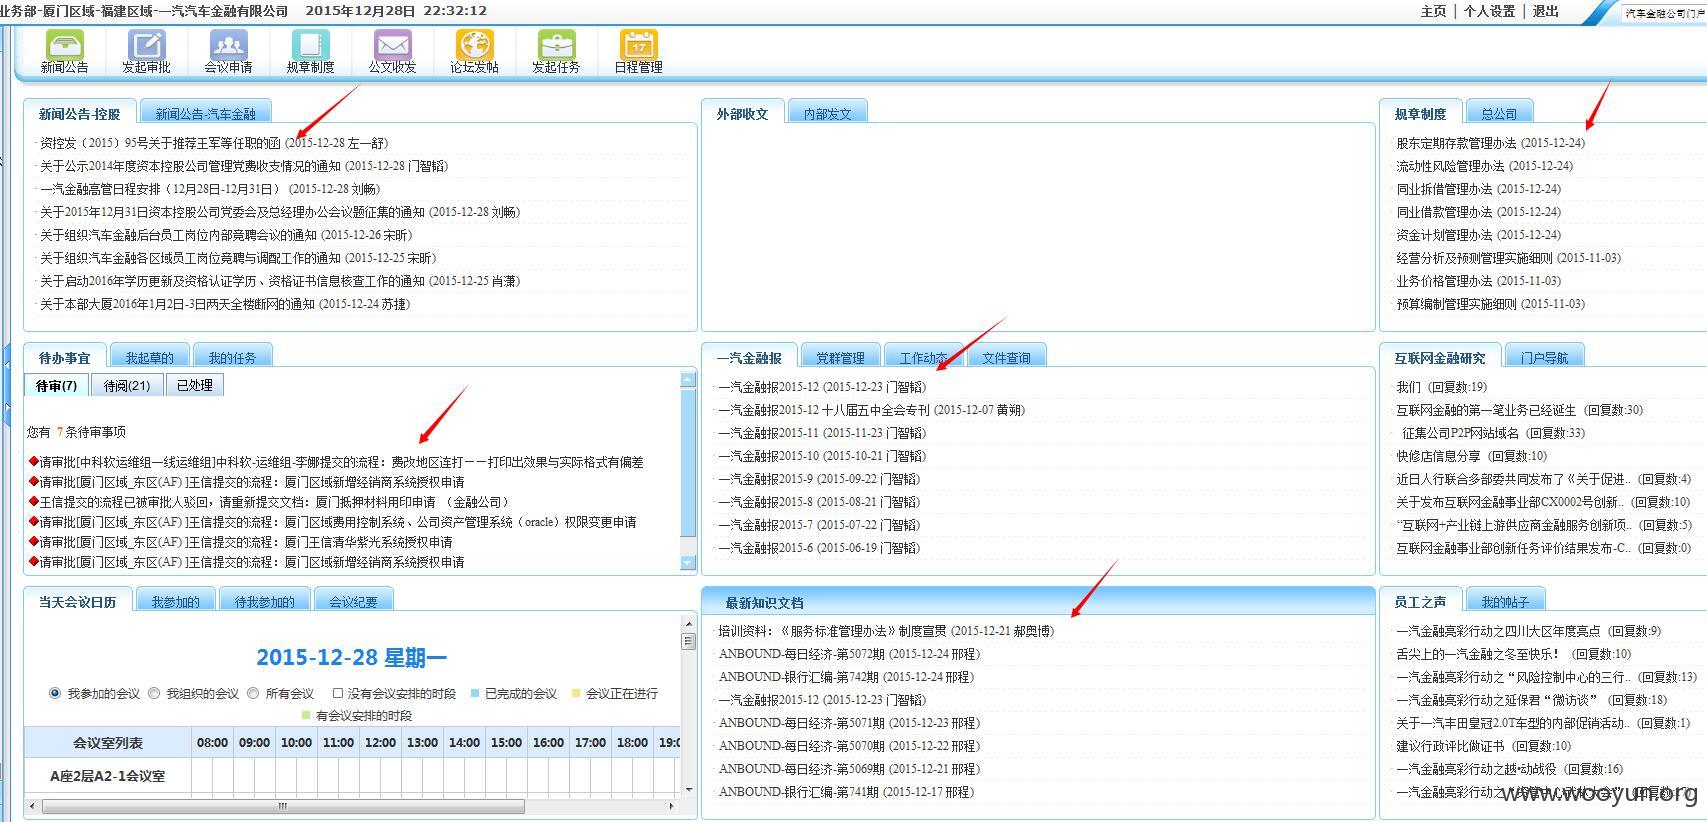 业务部-厦门区域-福建区域-一汽汽车金融有限公司 2015年12月28日 22:32:12
主页 | 个人设置 | 退出
汽车金融公司门户
新闻公告 发起审批 会议申请 规章制度 公文收发 论坛发帖 发起任务 日程管理
17
新闻公告-控股 新闻公告-汽车金融
· 资控发（2015）95号关于推荐王军等任职的函 (2015-12-28 左一舒)
· 关于公示2014年度资本控股公司管理党费收支情况的通知 (2015-12-28 门智韬)
· 一汽金融高管日程安排（12月28日-12月31日） (2015-12-28 刘畅)
· 关于2015年12月31日资本控股公司党委会及总经理办公会议题征集的通知 (2015-12-28 刘畅)
· 关于组织汽车金融后台员工岗位内部竞聘会议的通知 (2015-12-26 宋昕)
· 关于组织汽车金融各区域员工岗位竞聘与调配工作的通知 (2015-12-25 宋昕)
· 关于启动2016年学历更新及资格认证学历、资格证书信息核查工作的通知 (2015-12-25 肖潇)
· 关于本部大厦2016年1月2日-3日两天全楼断网的通知 (2015-12-24 苏捷)
外部收文 内部发文
规章制度 总公司
· 股东定期存款管理办法 (2015-12-24)
· 流动性风险管理办法 (2015-12-24)
· 同业拆借管理办法 (2015-12-24)
· 同业借款管理办法 (2015-12-24)
· 资金计划管理办法 (2015-12-24)
· 经营分析及预测管理实施细则 (2015-11-03)
· 业务价格管理办法 (2015-11-03)
· 预算编制管理实施细则 (2015-11-03)
待办事宜 我起草的 我的任务
待审(7) 待阅(21) 已处理
您有 7 条待审事项
◆请审批[中科软运维组一线运维组]中科软-运维组-李娜提交的流程：费改地区连打－－打印出效果与实际格式有偏差
◆请审批[厦门区域_东区(AF) ]王信提交的流程：厦门区域新增经销商系统授权申请
◆王信提交的流程已被审批人驳回，请重新提交文档：厦门抵押材料用印申请 （金融公司）
◆请审批[厦门区域_东区(AF) ]王信提交的流程：厦门区域费用控制系统、公司资产管理系统（oracle）权限变更申请
◆请审批[厦门区域_东区(AF) ]王信提交的流程：厦门王信清华紫光系统授权申请
◆请审批[厦门区域_东区(AF) ]王信提交的流程：厦门区域新增经销商系统授权申请
一汽金融报 党群管理 工作动态 文件查询
· 一汽金融报2015-12 (2015-12-23 门智韬)
· 一汽金融报2015-12 十八届五中全会专刊 (2015-12-07 黄朔)
· 一汽金融报2015-11 (2015-11-23 门智韬)
· 一汽金融报2015-10 (2015-10-21 门智韬)
· 一汽金融报2015-9 (2015-09-22 门智韬)
· 一汽金融报2015-8 (2015-08-21 门智韬)
· 一汽金融报2015-7 (2015-07-22 门智韬)
· 一汽金融报2015-6 (2015-06-19 门智韬)
互联网金融研究 门户导航
· 我们 (回复数:19)
· 互联网金融的第一笔业务已经诞生 (回复数:30)
· 征集公司P2P网站域名 (回复数:33)
· 快修店信息分享 (回复数:10)
· 近日人行联合多部委共同发布了《关于促进.. (回复数:4)
· 关于发布互联网金融事业部CX0002号创新.. (回复数:10)
· “互联网+产业链上游供应商金融服务创新项.. (回复数:5)
· 互联网金融事业部创新任务评价结果发布-C.. (回复数:0)
当天会议日历 我参加的 待我参加的 会议纪要
2015-12-28 星期一
我参加的会议 我组织的会议 所有会议 没有会议安排的时段 已完成的会议 会议正在进行
有会议安排的时段
会议室列表 08:00 09:00 10:00 11:00 12:00 13:00 14:00 15:00 16:00 17:00 18:00 19:0
A座2层A2-1会议室
最新知识文档
· 培训资料：《服务标准管理办法》制度宣贯 (2015-12-21 郝奥博)
· ANBOUND-每日经济-第5072期 (2015-12-24 邢程)
· ANBOUND-银行汇编-第742期 (2015-12-24 邢程)
· 一汽金融报2015-12 (2015-12-23 门智韬)
· ANBOUND-每日经济-第5071期 (2015-12-23 邢程)
· ANBOUND-每日经济-第5070期 (2015-12-22 邢程)
· ANBOUND-每日经济-第5069期 (2015-12-21 邢程)
· ANBOUND-银行汇编-第741期 (2015-12-17 邢程)
员工之声 我的帖子
· 一汽金融亮彩行动之四川大区年度亮点 (回复数:9)
· 舌尖上的一汽金融之冬至快乐！ (回复数:10)
· 一汽金融亮彩行动之“风险控制中心的三行.. (回复数:13)
· 一汽金融亮彩行动之延保君“微访谈” (回复数:18)
· 关于一汽丰田皇冠2.0T车型的内部促销活动.. (回复数:1)
· 建议行政评比做证书 (回复数:10)
· 一汽金融亮彩行动之越•动战役 (回复数:16)
· 一汽金融亮彩行动之
www.wooyun.org